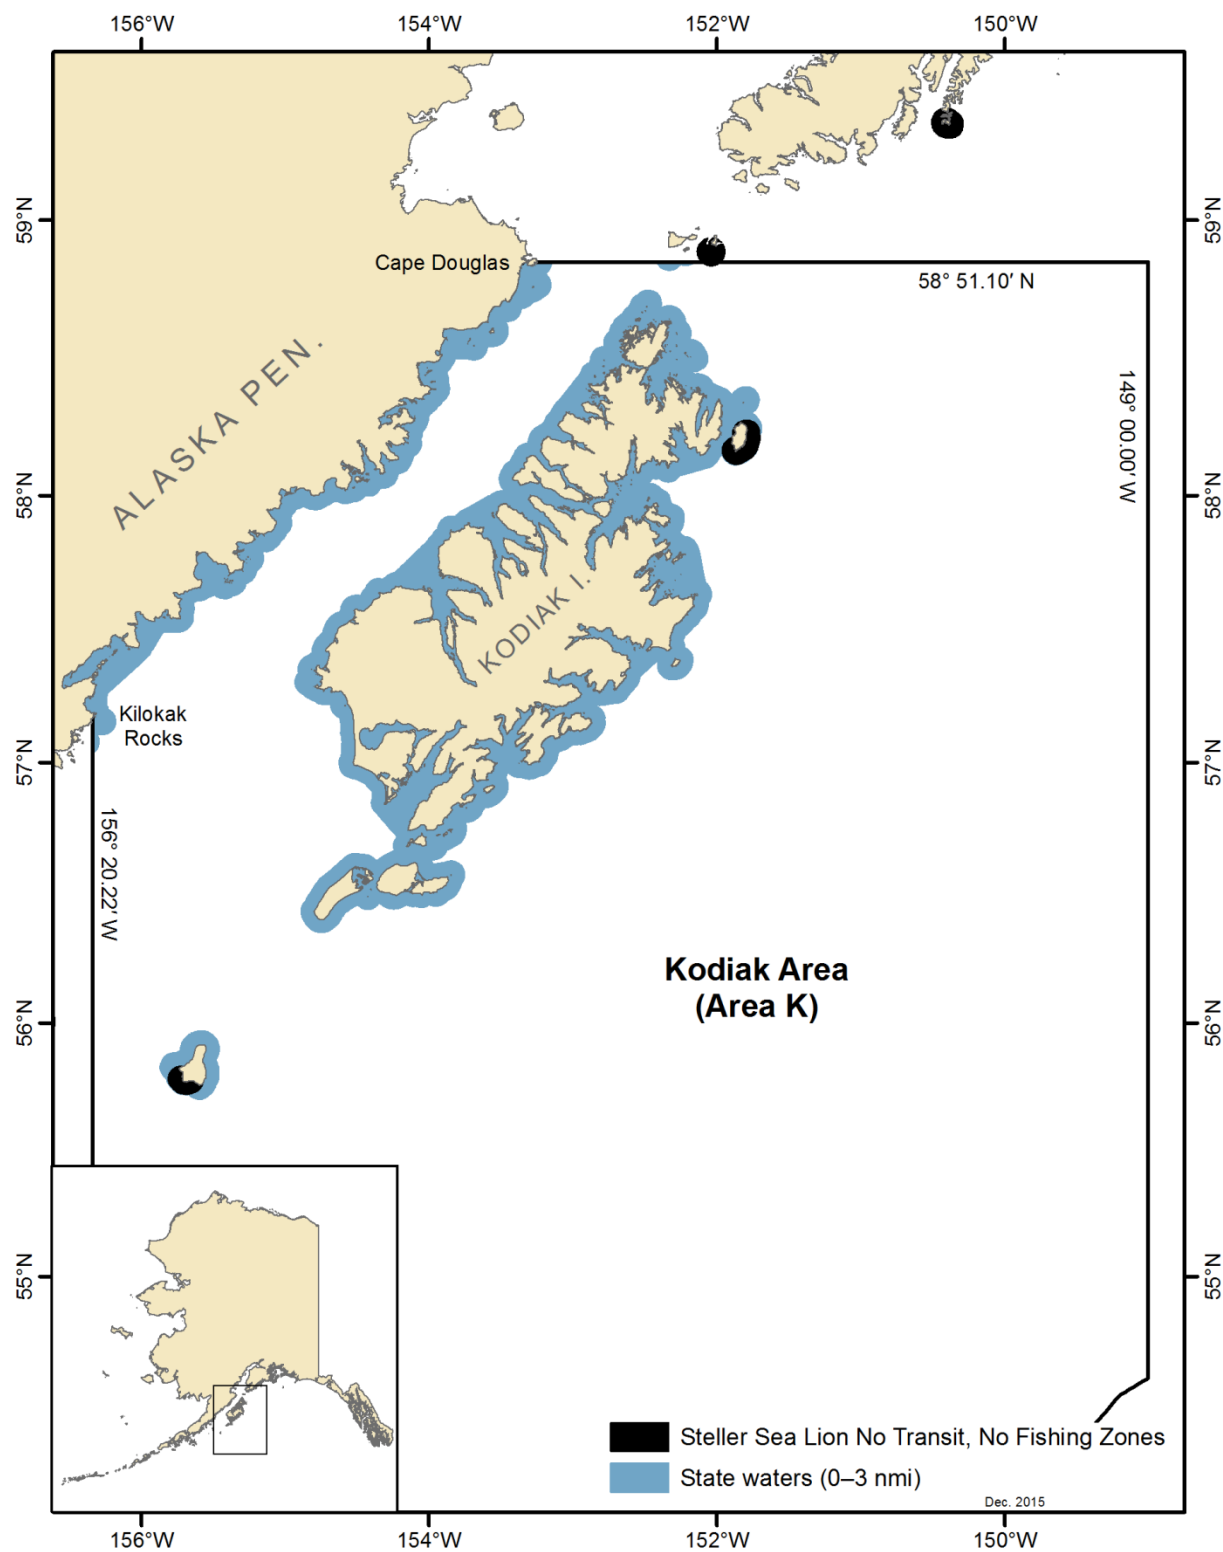 156°W
154°W
152°W
150°W
59°N
59°N
Cape Douglas
58° 51.10′ N
ALASKA PEN.
149° 00.00′ W
58°N
58°N
KODIAK I.
Kilokak
Rocks
57°N
57°N
156° 20.22′ W
Kodiak Area
(Area K)
56°N
56°N
55°N
55°N
Steller Sea Lion No Transit, No Fishing Zones
State waters (0–3 nmi)
Dec. 2015
156°W
154°W
152°W
150°W